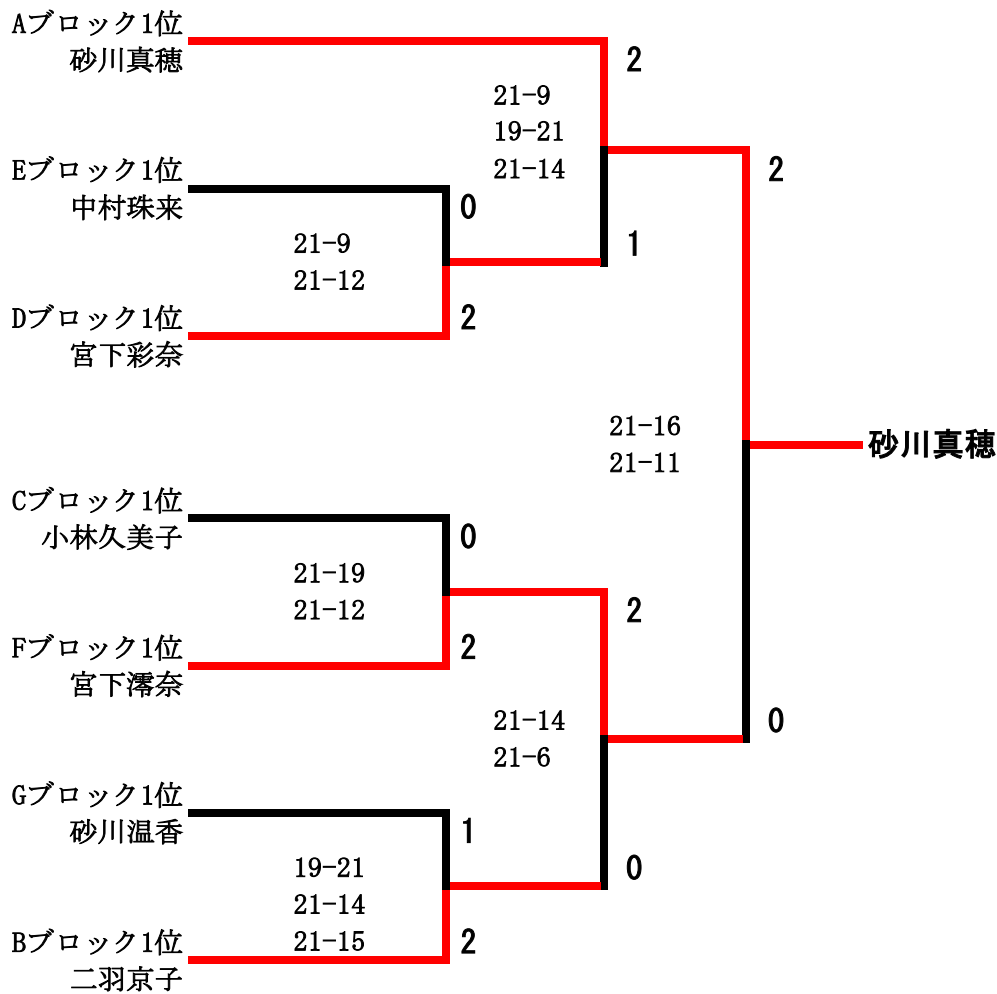 Aブロック1位
砂川真穂
2
21-9
19-21
21-14
2
Eブロック1位
中村珠来
0
1
21-9
21-12
Dブロック1位
宮下彩奈
2
21-16
21-11
砂川真穂
Cブロック1位
小林久美子
0
21-19
21-12
2
Fブロック1位
宮下澪奈
2
21-14
21-6
0
Gブロック1位
砂川温香
1
19-21
21-14
21-15
0
Bブロック1位
二羽京子
2